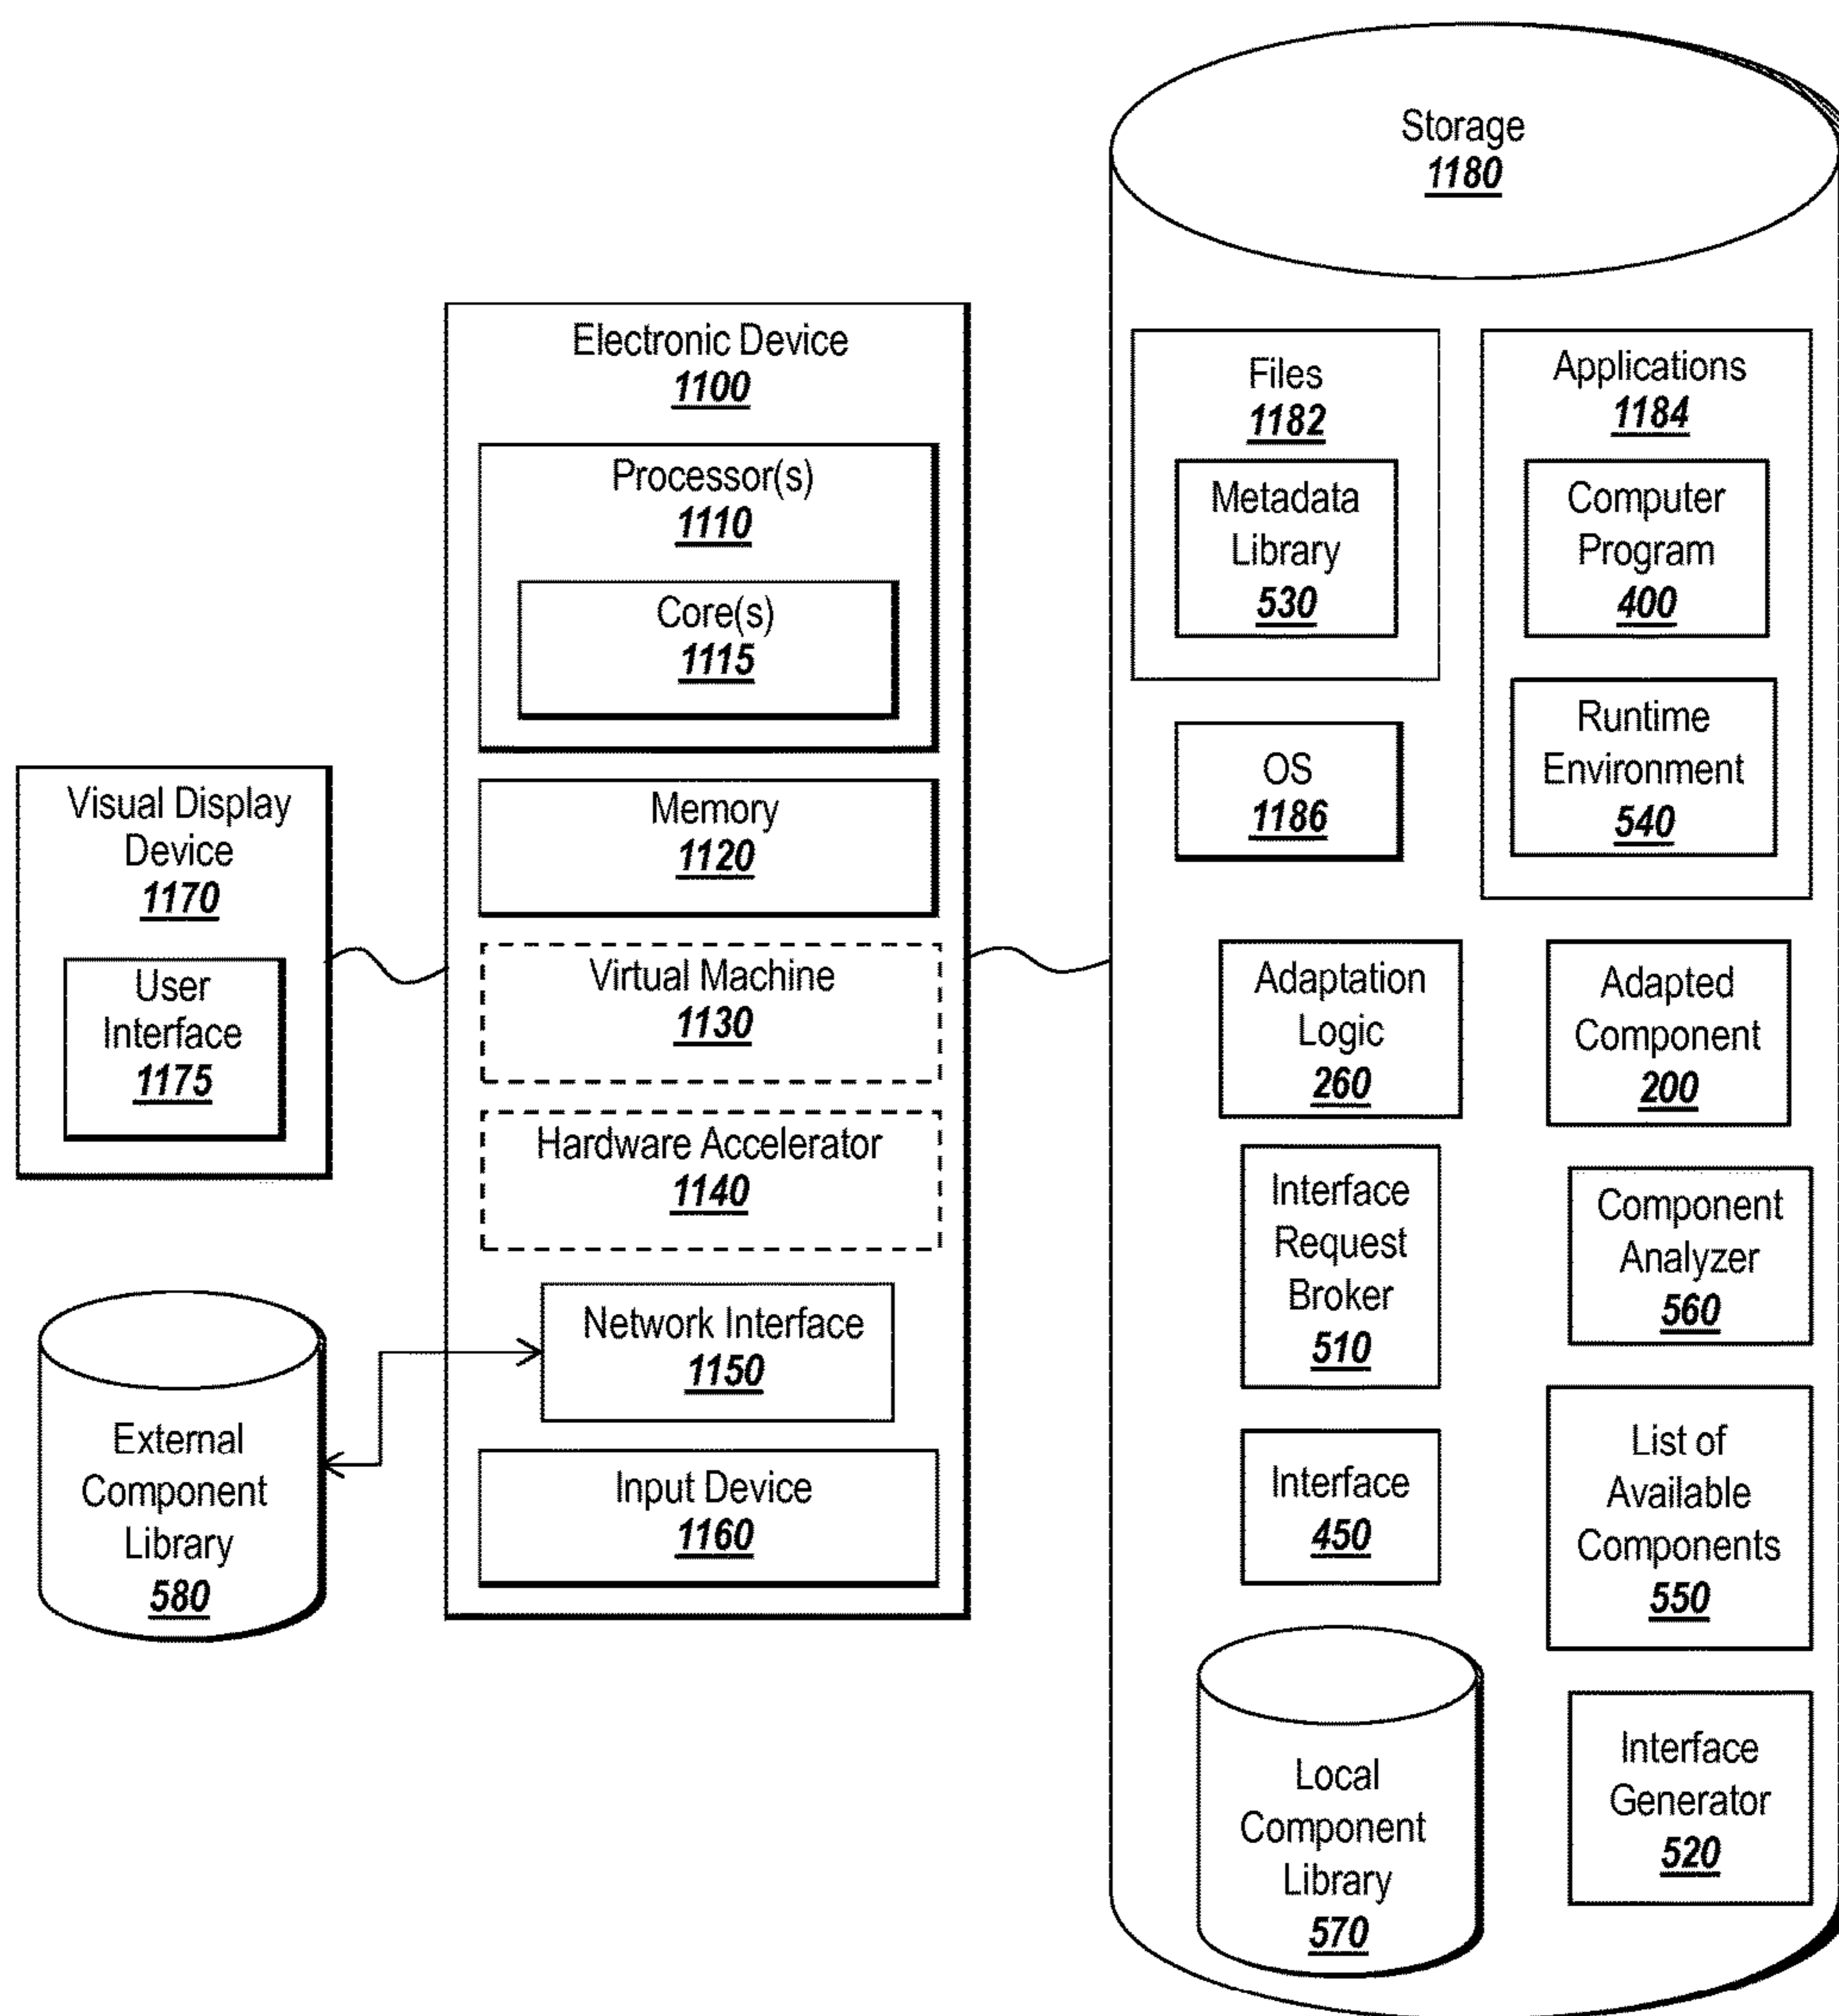 Storage
1180
Electronic Device
1100
Processor(s)
1110
Core(s)
1115
Memory
1120
Virtual Machine
1130
Hardware Accelerator
1140
Network Interface
1150
Input Device
1160
Visual Display
Device
1170
User
Interface
1175
External
Component
Library
580
Files
1182
Metadata
Library
530
Applications
1184
Computer
Program
400
Runtime
Environment
540
OS
1186
Adaptation
Logic
260
Adapted
Component
200
Interface
Request
Broker
510
Component
Analyzer
560
Interface
450
List of
Available
Components
550
Local
Component
Library
570
Interface
Generator
520